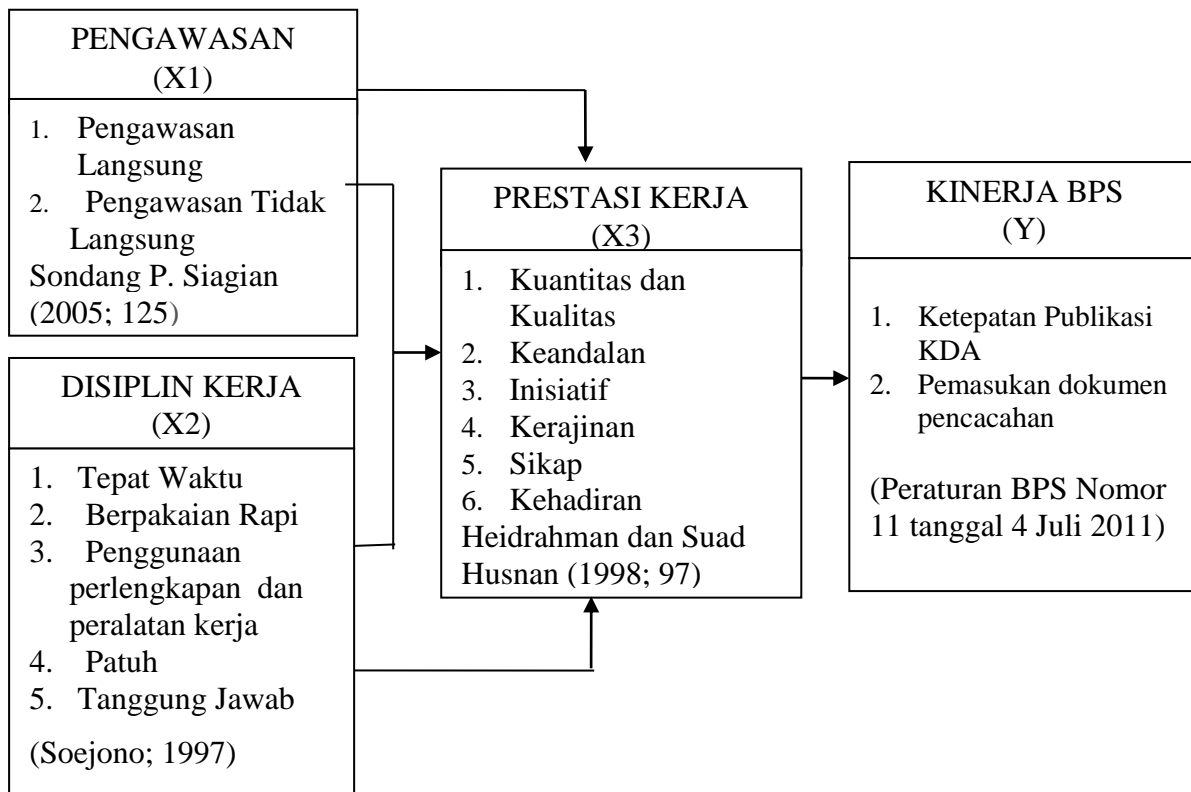 PENGAWASAN
(X1)
1. Pengawasan
Langsung
2. Pengawasan Tidak
Langsung
Sondang P. Siagian
(2005; 125)
DISIPLIN KERJA
(X2)
1. Tepat Waktu
2. Berpakaian Rapi
3. Penggunaan
perlengkapan dan
peralatan kerja
4. Patuh
5. Tanggung Jawab
(Soejono; 1997)
PRESTASI KERJA
(X3)
1. Kuantitas dan
Kualitas
2. Keandalan
3. Inisiatif
4. Kerajinan
5. Sikap
6. Kehadiran
Heidrahman dan Suad
Husnan (1998; 97)
KINERJA BPS
(Y)
1. Ketepatan Publikasi
KDA
2. Pemasukan dokumen
pencacahan
(Peraturan BPS Nomor
11 tanggal 4 Juli 2011)